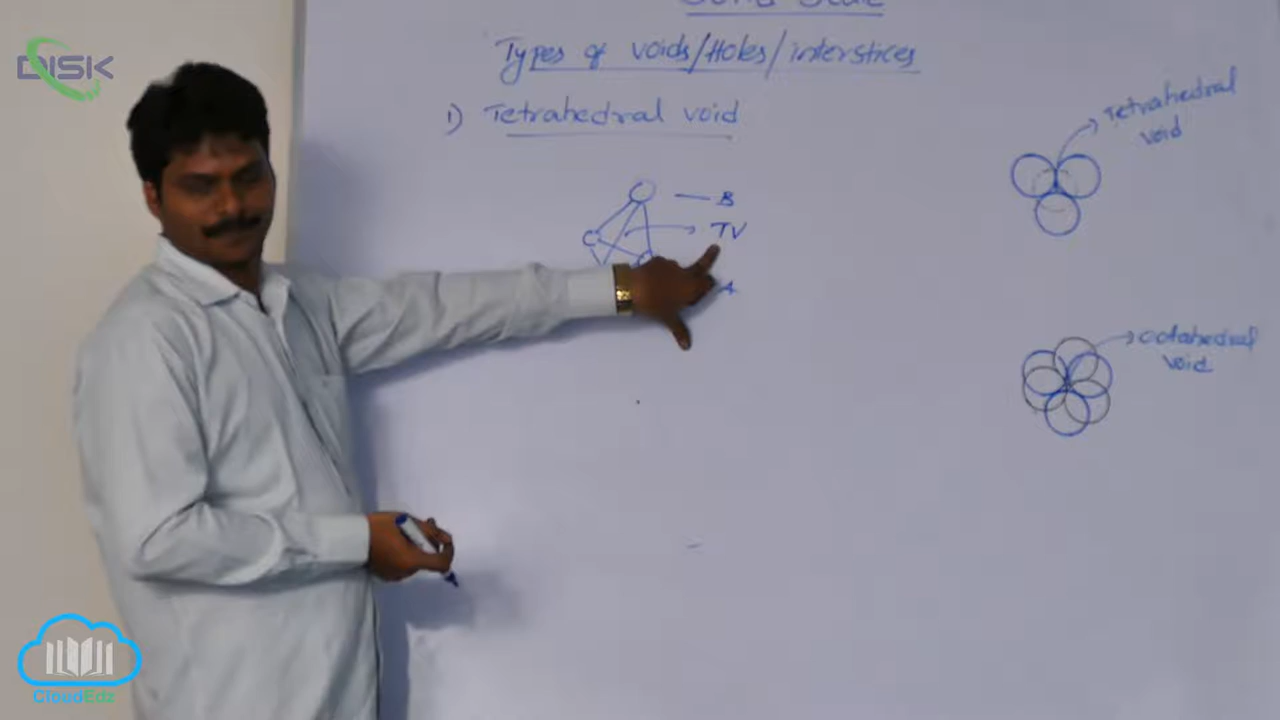 DISK
Types of voids/Holes/interstices
1) Tetrahedral void
B
TV
A
Tetrahedral
void
Octahedral
void
CloudEdz